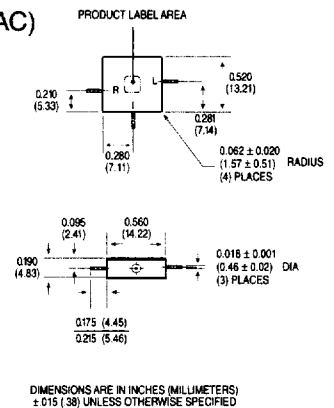 AC)
PRODUCT LABEL AREA
R
L
0.210
(5.33)
0.520
(13.21)
0.281
(7.14)
0.280
(7.11)
0.062 ± 0.020
(1.57 ± 0.51) RADIUS
(4) PLACES
0.095
(2.41)
0.560
(14.22)
0.190
(4.83)
0.018 ± 0.001
(0.46 ± 0.02) DIA
(3) PLACES
0.175 (4.45)
0.215 (5.46)
DIMENSIONS ARE IN INCHES (MILLIMETERS)
± .015 (.38) UNLESS OTHERWISE SPECIFIED